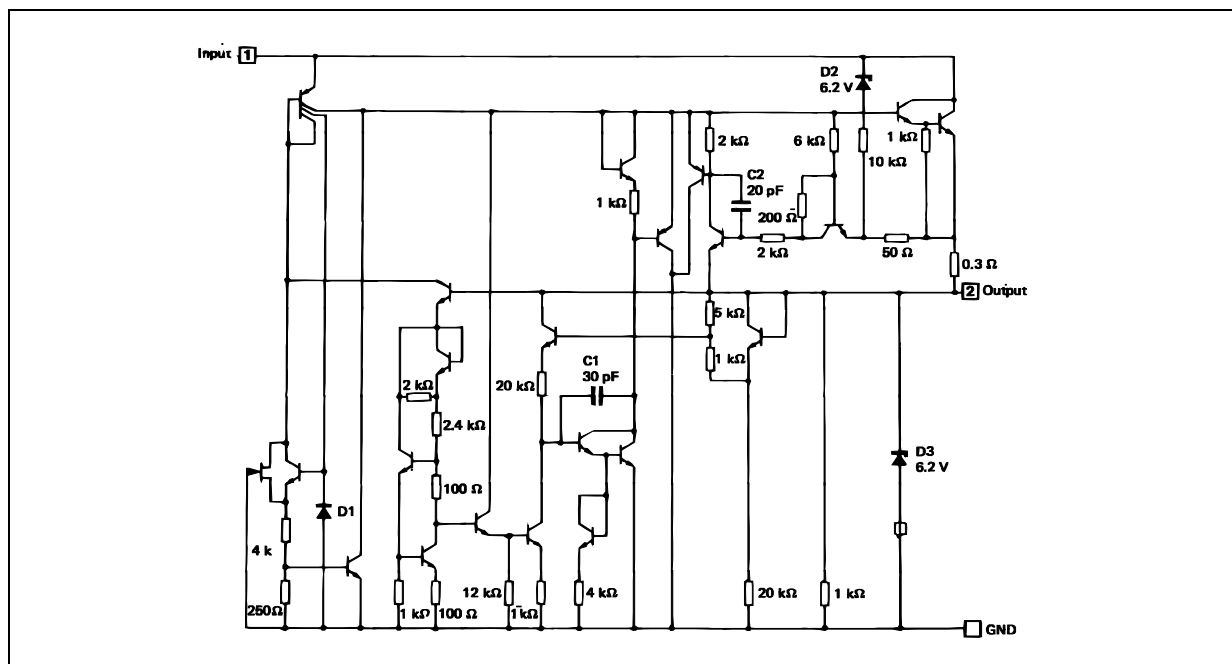 Input 1
D2
6.2 V
2 kΩ
6 kΩ
1 kΩ
10 kΩ
C2
20 pF
1 kΩ
200 Ω
2 kΩ
50 Ω
0.3 Ω
2 Output
5 kΩ
C1
30 pF
1 kΩ
2 kΩ
20 kΩ
2.4 kΩ
D3
6.2 V
100 Ω
D1
4 k
250Ω
1 kΩ
100 Ω
12 kΩ
1 kΩ
4 kΩ
20 kΩ
1 kΩ
GND